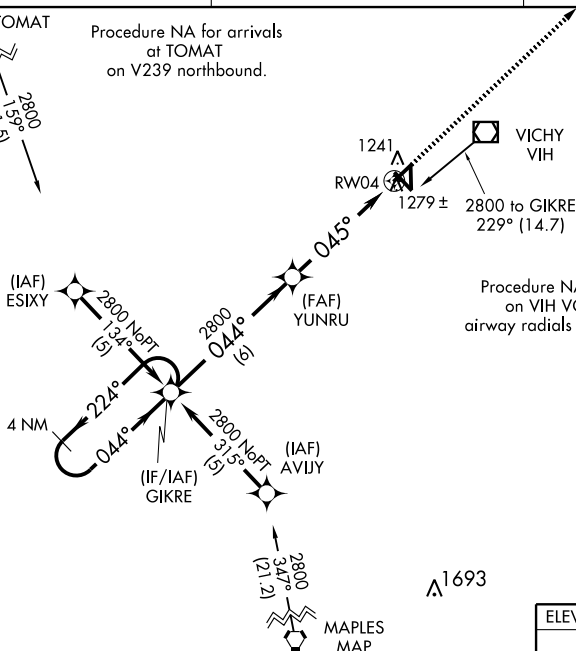 TOMAT
Procedure NA for arrivals
at TOMAT
on V239 northbound.
2800
159°
1241
VICHY
VIH
RW04
1279 ±
2800 to GIKRE
229° (14.7)
045°
(IAF)
ESIXY
2800 NoPT
134°
(5)
2800
044°
(6)
(FAF)
YUNRU
Procedure NA
on VIH VO
airway radials
224°
4 NM
044°
(IF/IAF)
GIKRE
2800 NoPT
315°
(5)
(IAF)
AVIJY
2800
347°
(21.2)
1693
MAPLES
MAP
ELEV